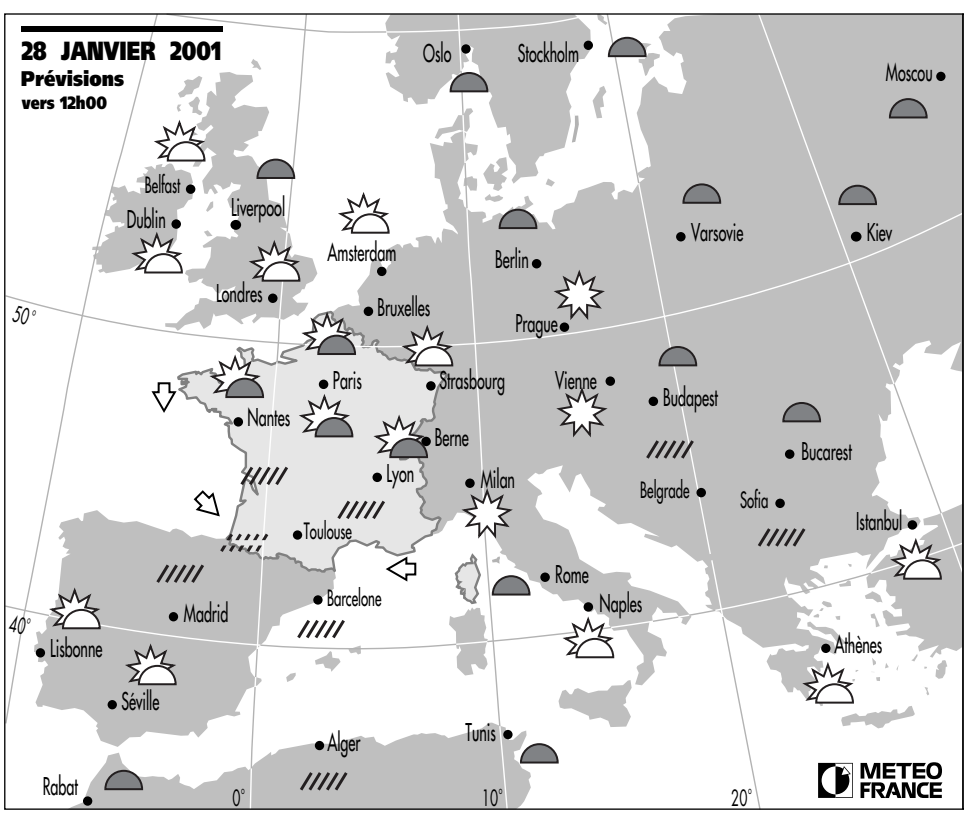 28 JANVIER 2001
Prévisions
vers 12h00
Oslo
Stockholm
Moscou
Belfast
Dublin
Liverpool
Varsovie
Kiev
Amsterdam
Berlin
Londres
Bruxelles
50°
Prague
Paris
Strasbourg
Vienne
Budapest
Nantes
Berne
Bucarest
Lyon
Milan
Belgrade
Sofia
Istanbul
Toulouse
Rome
Barcelone
Naples
Madrid
40°
Lisbonne
Athènes
Séville
Tunis
Alger
Rabat
0°
10°
20°
METEO
FRANCE